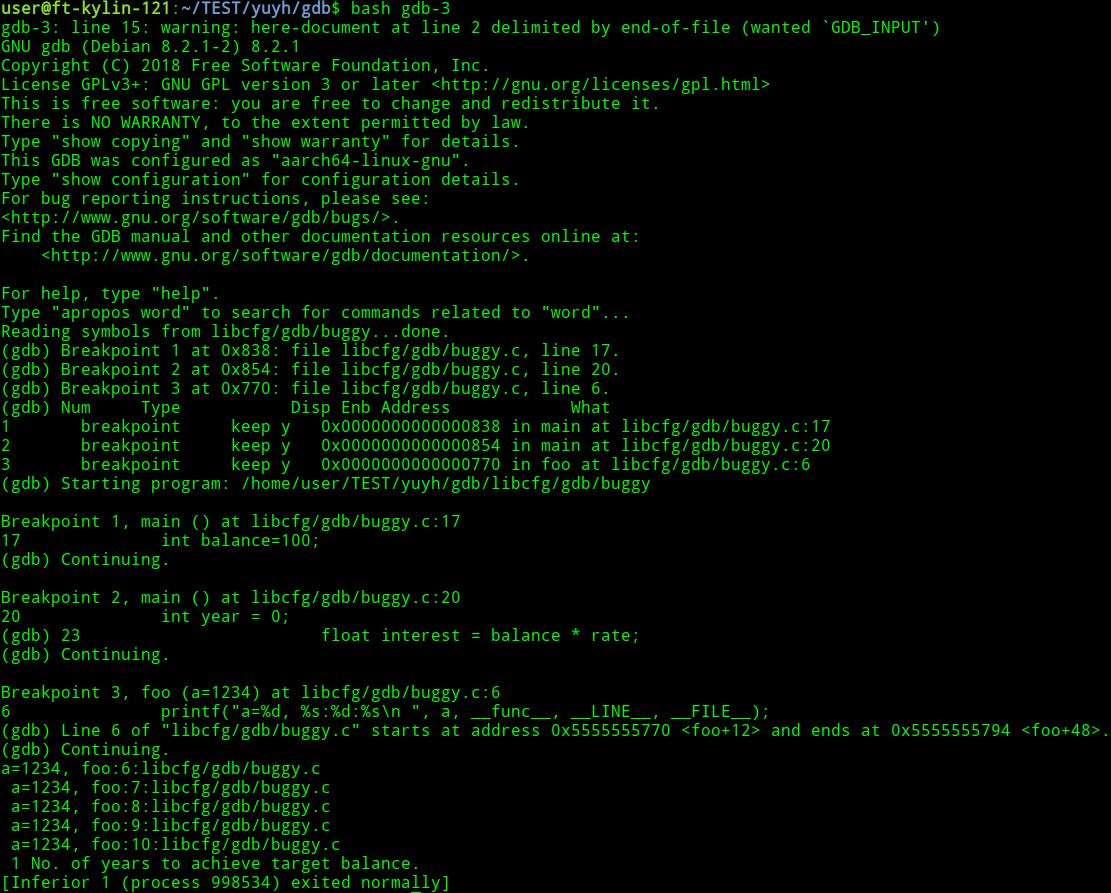 user@ft-kylin-121:~/TEST/yuyh/gdb$ bash gdb-3
gdb-3: line 15: warning: here-document at line 2 delimited by end-of-file (wanted `GDB_INPUT')
GNU gdb (Debian 8.2.1-2) 8.2.1
Copyright (C) 2018 Free Software Foundation, Inc.
License GPLv3+: GNU GPL version 3 or later <http://gnu.org/licenses/gpl.html>
This is free software: you are free to change and redistribute it.
There is NO WARRANTY, to the extent permitted by law.
Type "show copying" and "show warranty" for details.
This GDB was configured as "aarch64-linux-gnu".
Type "show configuration" for configuration details.
For bug reporting instructions, please see:
<http://www.gnu.org/software/gdb/bugs/>.
Find the GDB manual and other documentation resources online at:
    <http://www.gnu.org/software/gdb/documentation/>.

For help, type "help".
Type "apropos word" to search for commands related to "word"...
Reading symbols from libcfg/gdb/buggy...done.
(gdb) Breakpoint 1 at 0x838: file libcfg/gdb/buggy.c, line 17.
(gdb) Breakpoint 2 at 0x854: file libcfg/gdb/buggy.c, line 20.
(gdb) Breakpoint 3 at 0x770: file libcfg/gdb/buggy.c, line 6.
(gdb) Num     Type           Disp Enb Address            What
1       breakpoint     keep y   0x0000000000000838 in main at libcfg/gdb/buggy.c:17
2       breakpoint     keep y   0x0000000000000854 in main at libcfg/gdb/buggy.c:20
3       breakpoint     keep y   0x0000000000000770 in foo at libcfg/gdb/buggy.c:6
(gdb) Starting program: /home/user/TEST/yuyh/gdb/libcfg/gdb/buggy

Breakpoint 1, main () at libcfg/gdb/buggy.c:17
17              int balance=100;
(gdb) Continuing.

Breakpoint 2, main () at libcfg/gdb/buggy.c:20
20              int year = 0;
(gdb) 23                        float interest = balance * rate;
(gdb) Continuing.

Breakpoint 3, foo (a=1234) at libcfg/gdb/buggy.c:6
6               printf("a=%d, %s:%d:%s\n ", a, __func__, __LINE__, __FILE__);
(gdb) Line 6 of "libcfg/gdb/buggy.c" starts at address 0x5555555770 <foo+12> and ends at 0x5555555794 <foo+48>.
(gdb) Continuing.
a=1234, foo:6:libcfg/gdb/buggy.c
 a=1234, foo:7:libcfg/gdb/buggy.c
 a=1234, foo:8:libcfg/gdb/buggy.c
 a=1234, foo:9:libcfg/gdb/buggy.c
 a=1234, foo:10:libcfg/gdb/buggy.c
 1 No. of years to achieve target balance.
[Inferior 1 (process 998534) exited normally]